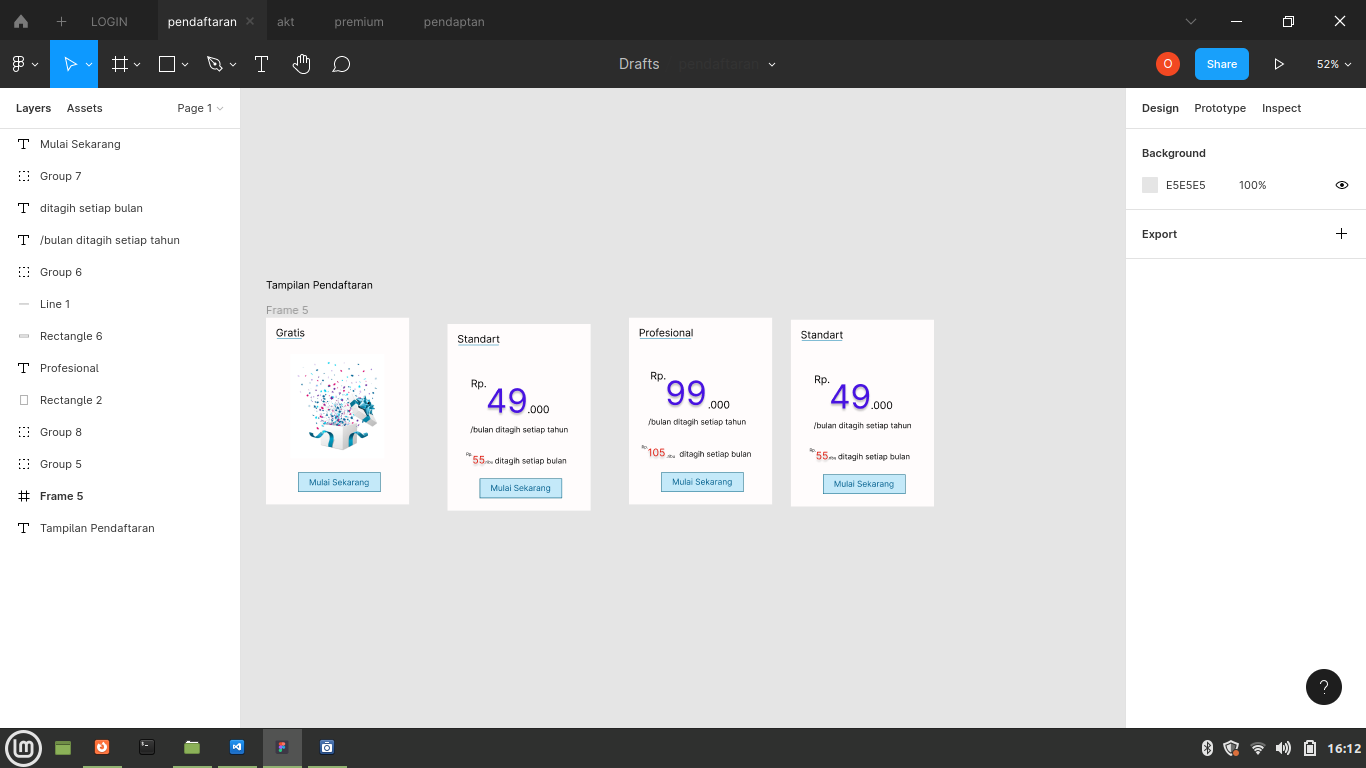 LOGIN
pendaftaran
akt
premium
pendaptan
Drafts
pendaftaran
O
Share
52%
Layers
Assets
Page 1
Design
Prototype
Inspect
Mulai Sekarang
Group 7
ditagih setiap bulan
/bulan ditagih setiap tahun
Group 6
Line 1
Rectangle 6
Profesional
Rectangle 2
Group 8
Group 5
Frame 5
Tampilan Pendaftaran
Tampilan Pendaftaran
Frame 5
Gratis
Mulai Sekarang
Standart
Rp.
49.000
/bulan ditagih setiap tahun
Rp. 55 ribu ditagih setiap bulan
Mulai Sekarang
Profesional
Rp.
99.000
/bulan ditagih setiap tahun
Rp. 105 ribu ditagih setiap bulan
Mulai Sekarang
Standart
Rp.
49.000
/bulan ditagih setiap tahun
Rp. 55 ribu ditagih setiap bulan
Mulai Sekarang
Background
E5E5E5
100%
Export
?
16:12